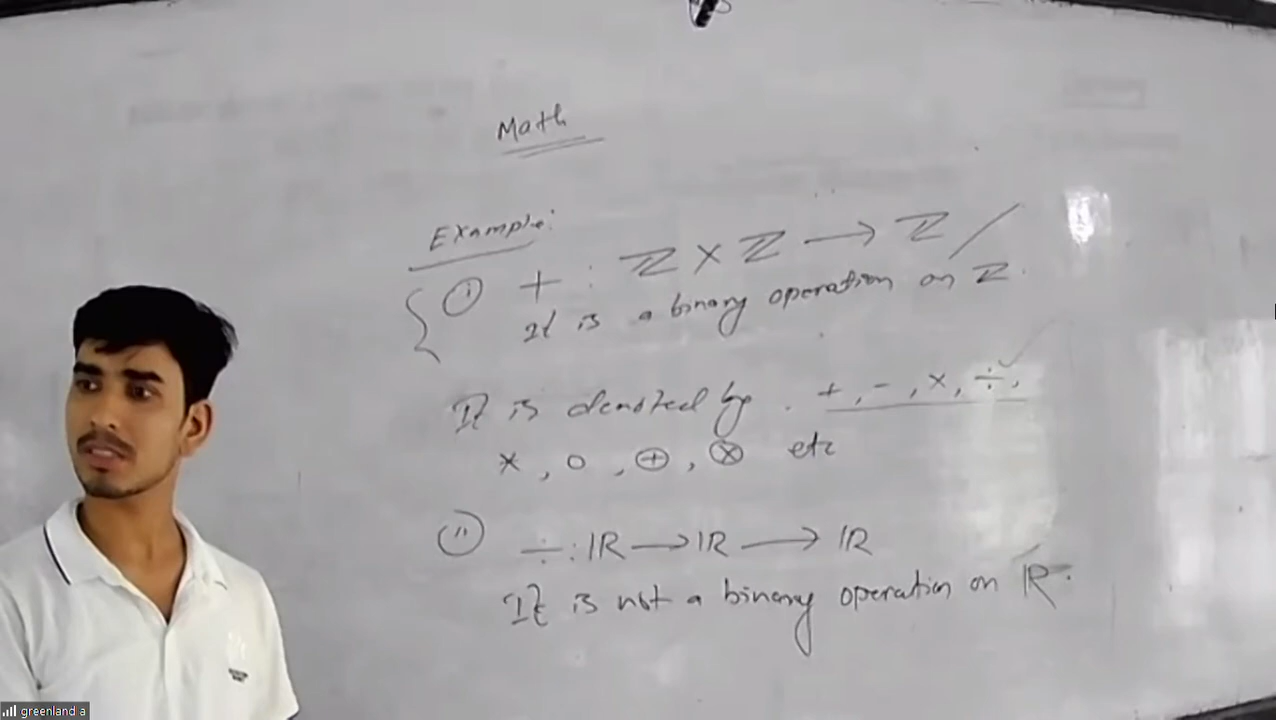 Math
Example:
(i) + : ℤ × ℤ → ℤ /
It is a binary operation on ℤ.
It is denoted by . +, -, ×, ÷,
*, o, ⊕, ⊗ etc
(ii) ÷ : ℝ → ℝ → ℝ
It is not a binary operation on ℝ.
greenland a